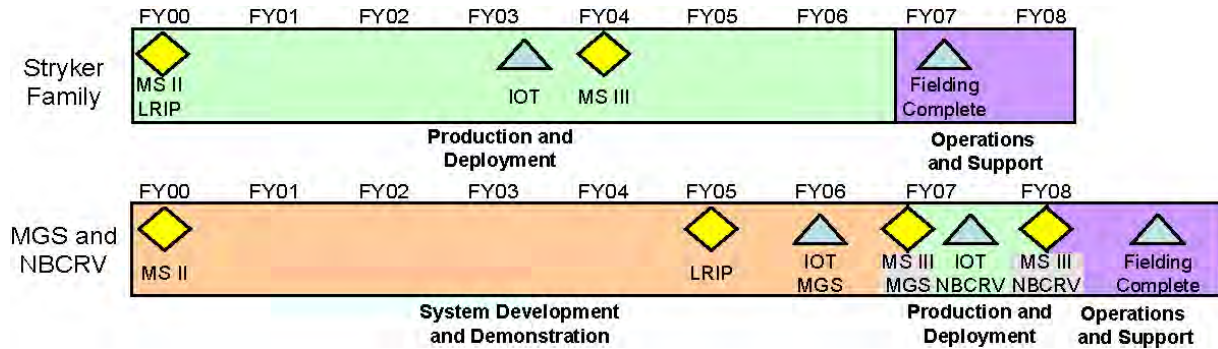 FY00 FY01 FY02 FY03 FY04 FY05 FY06 FY07 FY08
Stryker
Family
MS II
LRIP
IOT
MS III
Fielding
Complete
Production and
Deployment
Operations
and Support
FY00 FY01 FY02 FY03 FY04 FY05 FY06 FY07 FY08
MGS and
NBCRV
MS II
LRIP
IOT
MGS
MS III
MGS
IOT
NBCRV
MS III
NBCRV
Fielding
Complete
System Development
and Demonstration
Production and
Deployment
Operations
and Support